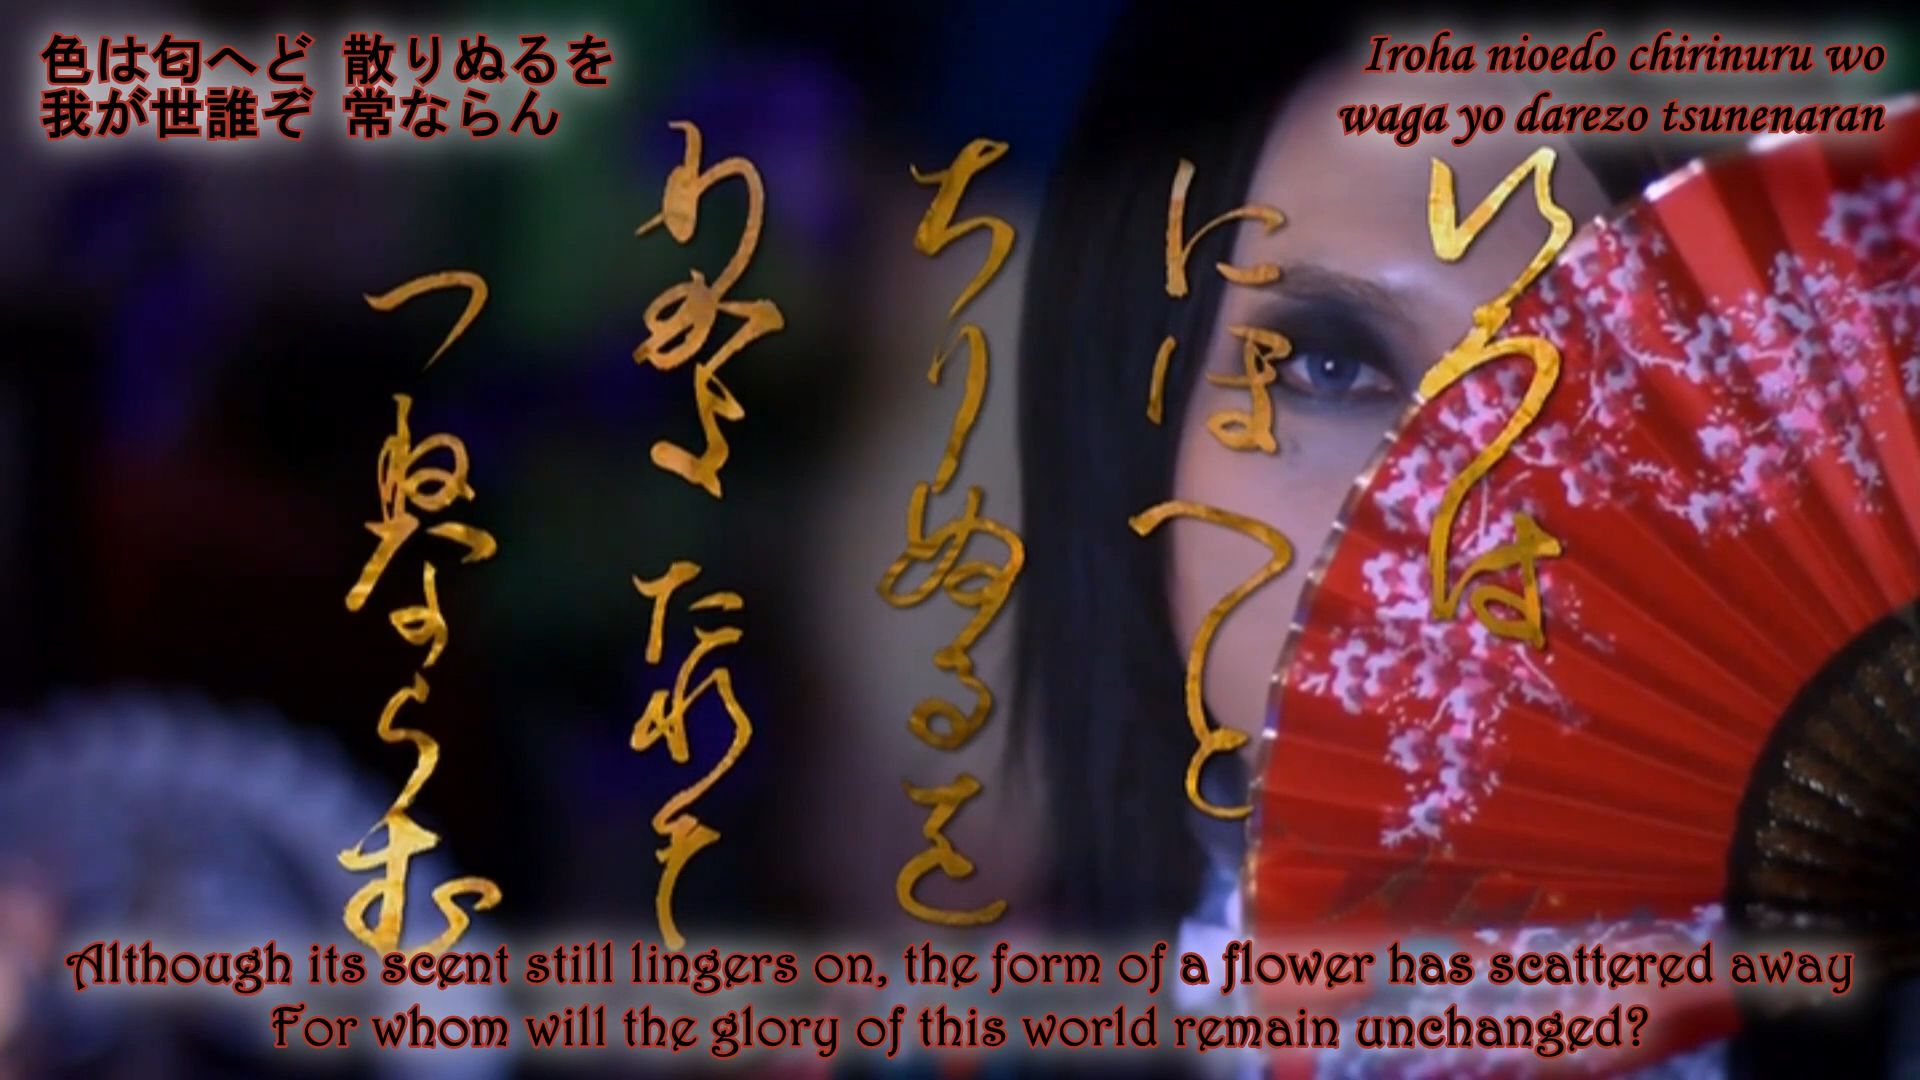 色は匂へど 散りぬるを
我が世誰ぞ 常ならん
Iroha nioedo chirinuru wo
waga yo darezo tsunenaran
いろは
にほへと
ちりぬるを
わかよ たれそ
つねならむ
Although its scent still lingers on, the form of a flower has scattered away
For whom will the glory of this world remain unchanged?